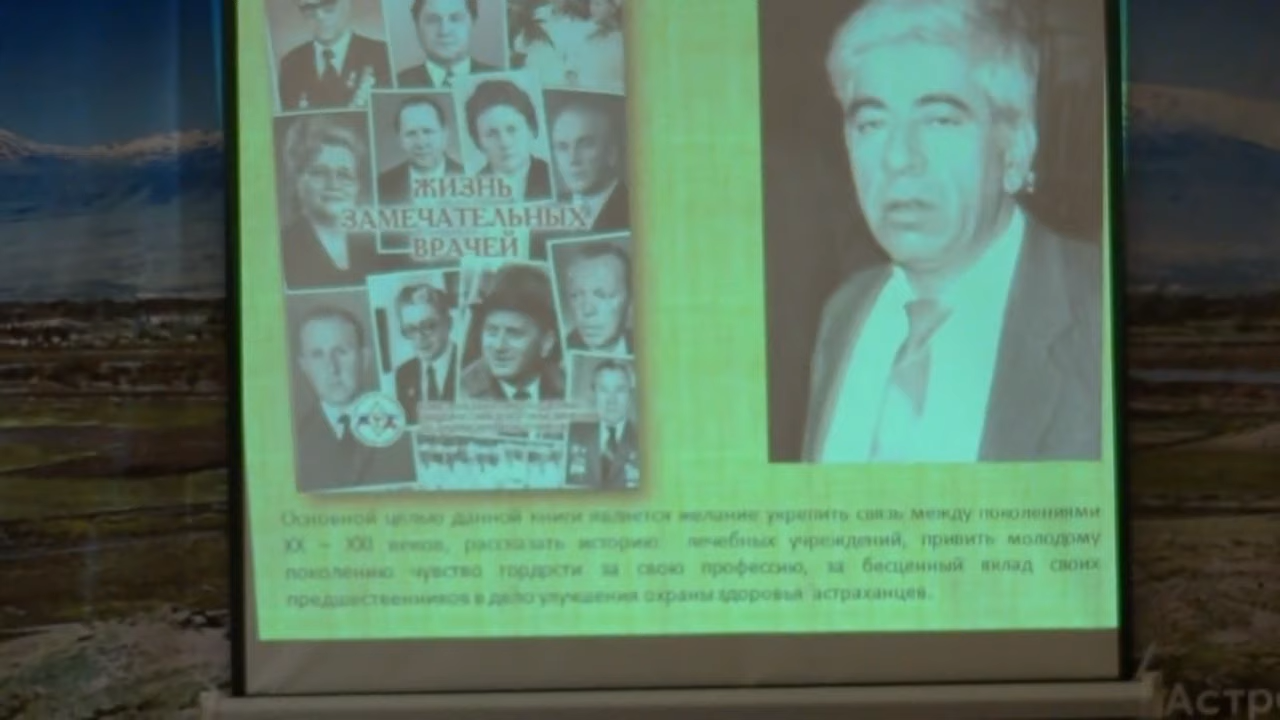 ЖИЗНЬ
ЗАМЕЧАТЕЛЬНЫХ
ВРАЧЕЙ
Основной целью данной книги является желание укрепить связь между поколениями
XX – XXI веков, рассказать историю лечебных учреждений, привить молодому
поколению чувство гордости за свою профессию, за бесценный вклад своих
предшественников в дело улучшения охраны здоровья астраханцев.
Астр